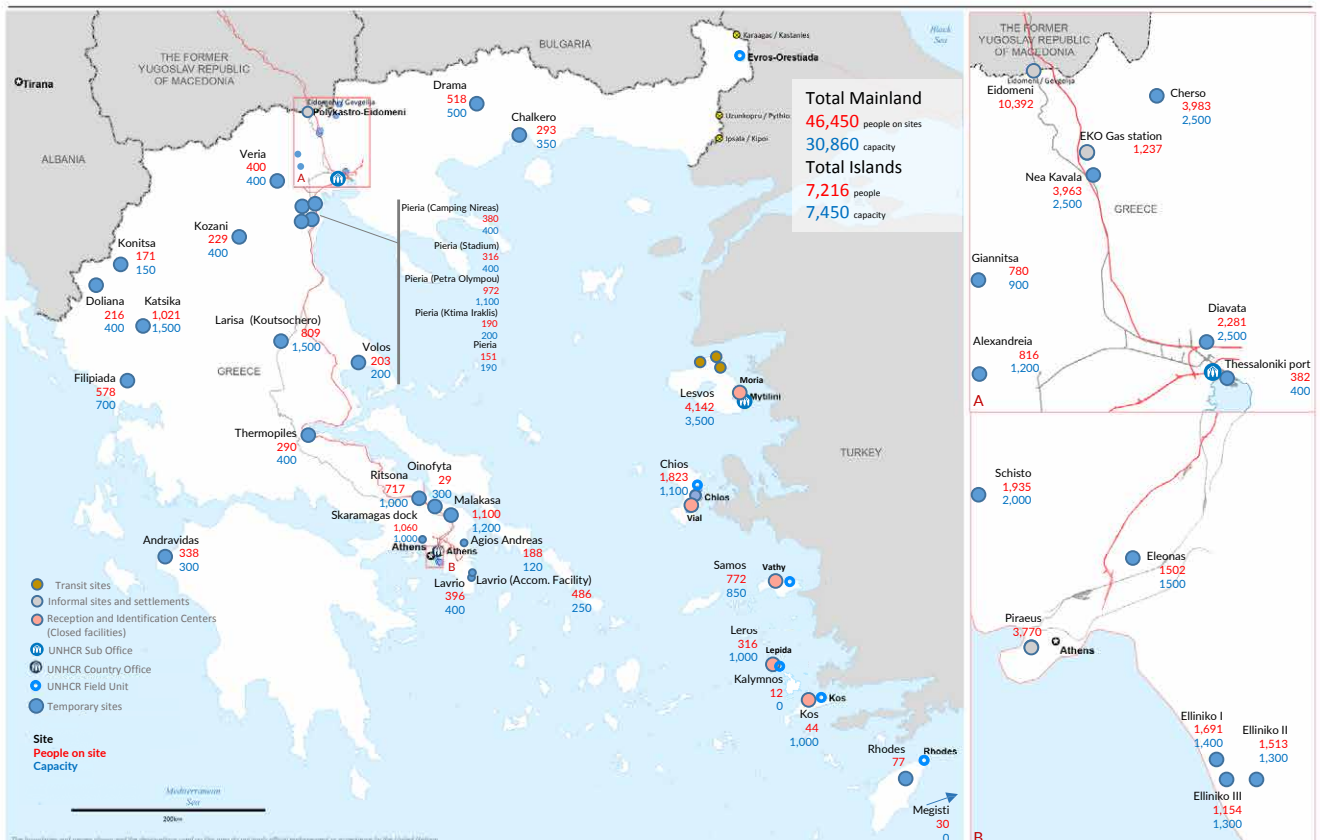 BULGARIA
Black
Sea
THE FORMER
YUGOSLAV REPUBLIC
OF MACEDONIA
Tirana
ALBANIA
Karaagas / Kastanies
Evros-Orestiada
Uzunkopru / Pythio
Ipsala / Kipoi
Total Mainland
46,450 people on sites
30,860 capacity
Total Islands
7,216 people
7,450 capacity
Drama
518
500
Chalkero
293
350
Eidomeni / Gevgelija
Polykastro-Eidomeni
A
Veria
400
400
Kozani
229
400
Konitsa
171
150
Doliana
216
400
Katsika
1,021
1,500
Larisa (Koutsochero)
809
1,500
Volos
203
200
GREECE
Filipiada
578
700
Pieria (Camping Nireas)
380
400
Pieria (Stadium)
316
400
Pieria (Petra Olympou)
972
1,100
Pieria (Ktima Iraklis)
190
200
Pieria
151
190
Thermopiles
290
400
Ritsona
717
1,000
Oinofyta
29
300
Malakasa
1,100
1,200
Skaramagas dock
1,060
1,000
Athens
Athens
B
Agios Andreas
188
120
Lavrio
396
400
Lavrio (Accom. Facility)
486
250
Andravidas
338
300
Moria
Mytilini
Lesvos
4,142
3,500
TURKEY
Chios
1,823
1,100
Chios
Vial
Samos
772
850
Vathy
Leros
316
1,000
Lepida
Kalymnos
12
0
Kos
Kos
44
1,000
Rhodes
77
Rhodes
Megisti
30
0
Transit sites
Informal sites and settlements
Reception and Identification Centers
(Closed facilities)
UNHCR Sub Office
UNHCR Country Office
UNHCR Field Unit
Temporary sites
Site
People on site
Capacity
Mediterranean
Sea
200km
THE FORMER
YUGOSLAV REPUBLIC
OF MACEDONIA
Eidomeni / Gevgelija
Eidomeni
10,392
Cherso
3,983
2,500
EKO Gas station
1,237
Nea Kavala
3,963
2,500
GREECE
Giannitsa
780
900
Diavata
2,281
2,500
Alexandreia
816
1,200
Thessaloniki port
382
400
A
Schisto
1,935
2,000
Eleonas
1502
1500
Piraeus
3,770
Athens
Elliniko I
1,691
1,400
Elliniko II
1,513
1,300
Elliniko III
1,154
1,300
B